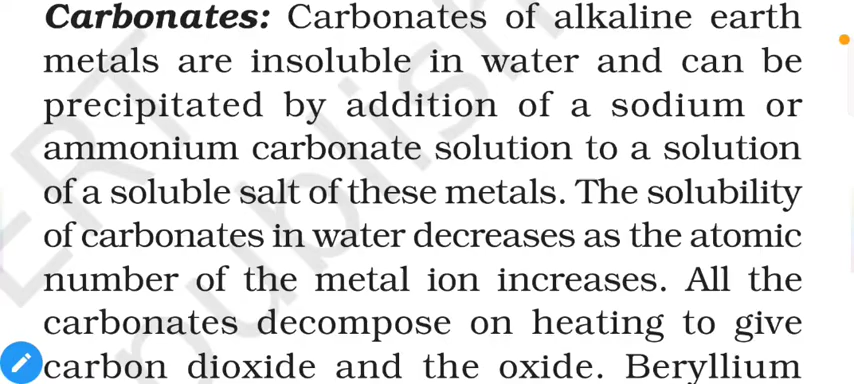 Carbonates: Carbonates of alkaline earth
metals are insoluble in water and can be
precipitated by addition of a sodium or
ammonium carbonate solution to a solution
of a soluble salt of these metals. The solubility
of carbonates in water decreases as the atomic
number of the metal ion increases. All the
carbonates decompose on heating to give
carbon dioxide and the oxide. Beryllium